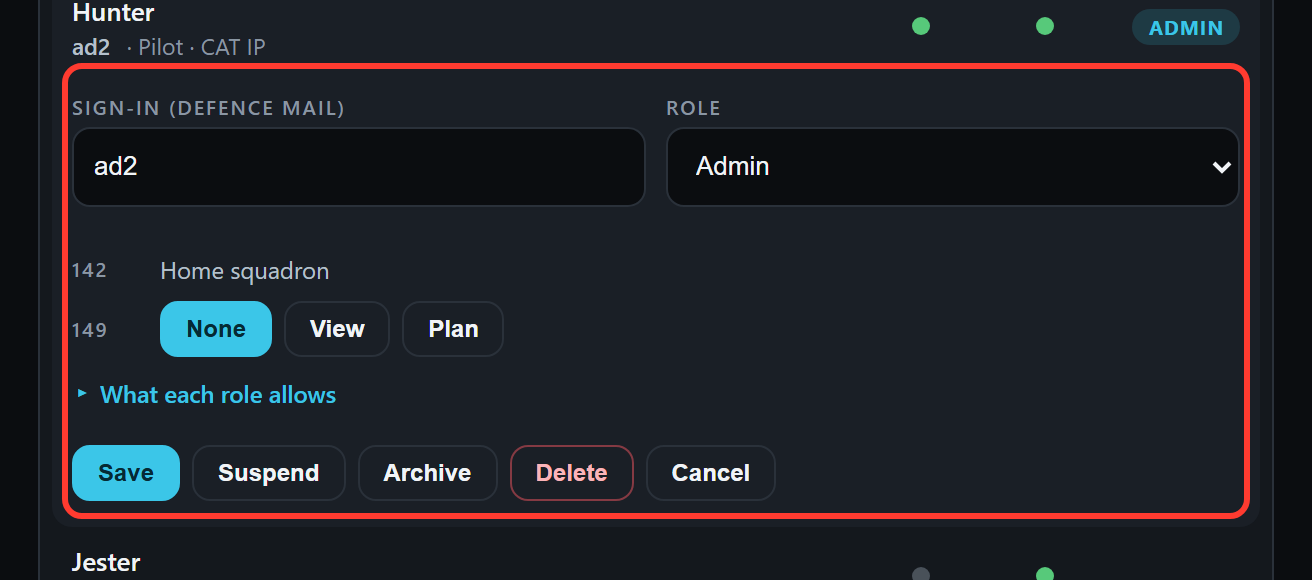 Hunter
ADMIN
ad2 · Pilot · CAT IP
SIGN-IN (DEFENCE MAIL) ROLE
ad2 Admin
142 Home squadron
149 None View Plan
▸ What each role allows
Save Suspend Archive Delete Cancel
Jester